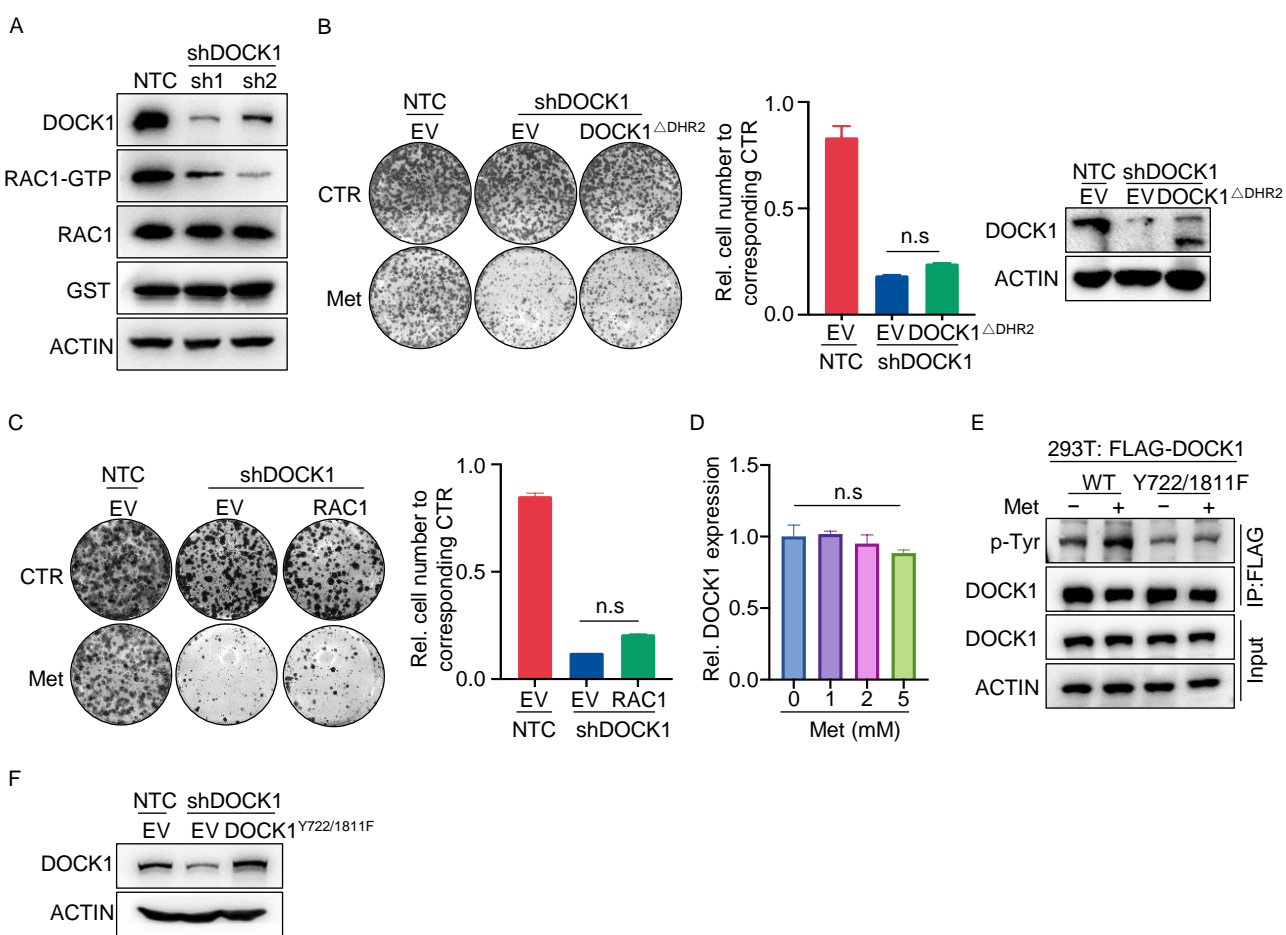 A
shDOCK1
NTC sh1 sh2
DOCK1
RAC1-GTP
RAC1
GST
ACTIN
B
NTC shDOCK1
EV EV DOCK1△DHR2
CTR
Met
Rel. cell number to
corresponding CTR
1.0
0.5
0.0
n.s
EV EV DOCK1△DHR2
NTC shDOCK1
NTC shDOCK1
EV EV DOCK1△DHR2
DOCK1
ACTIN
C
NTC shDOCK1
EV EV RAC1
CTR
Met
Rel. cell number to
corresponding CTR
1.0
0.5
0.0
n.s
EV EV RAC1
NTC shDOCK1
D
Rel. DOCK1 expression
1.5
1.0
0.5
0.0
n.s
0 1 2 5
Met (mM)
E
293T: FLAG-DOCK1
WT Y722/1811F
Met − + − +
p-Tyr
DOCK1
IP:FLAG
DOCK1
ACTIN
Input
F
NTC shDOCK1
EV EV DOCK1Y722/1811F
DOCK1
ACTIN